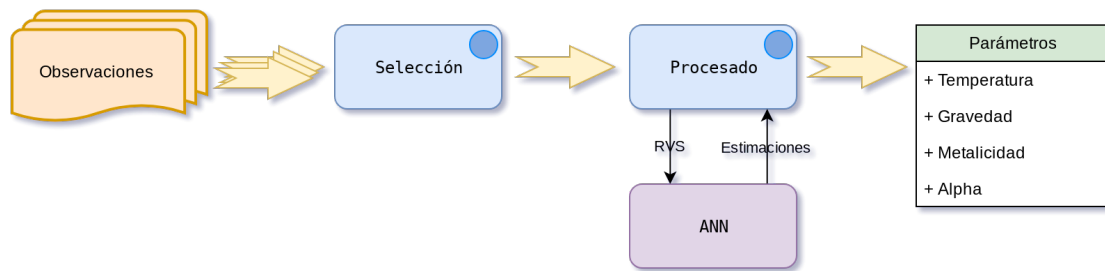 Observaciones
Selección
Procesado
Parámetros
+ Temperatura
+ Gravedad
+ Metalicidad
+ Alpha
RVS
Estimaciones
ANN